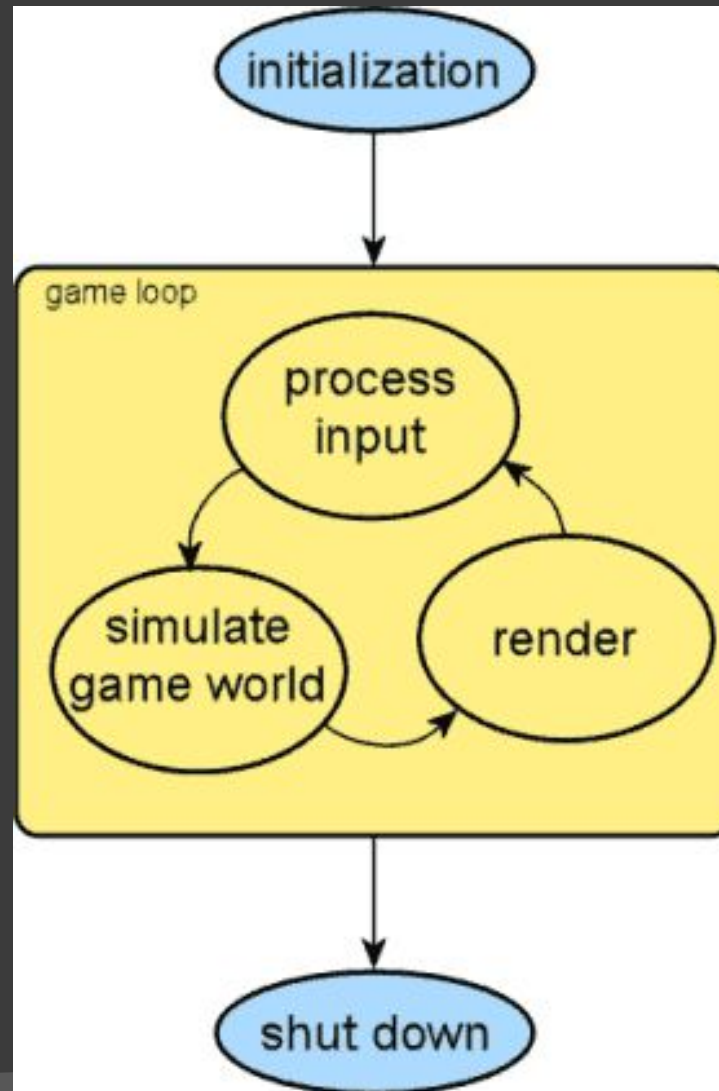 initialization
game loop
process
input
simulate
game world
render
shut down